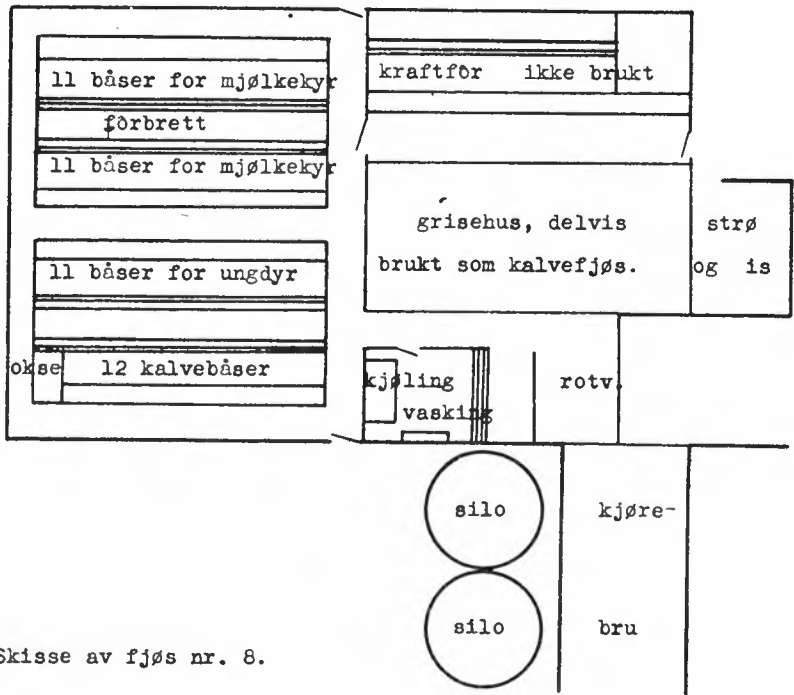 11 båser for mjølkekyr
fôrbrett
11 båser for mjølkekyr
11 båser for ungdyr
okse
12 kalvebåser
kraftfôr ikke brukt
grisehus, delvis
brukt som kalvefjøs.
strø
og is
kjøling
vasking
rotv.
silo
kjøre-
silo
bru
Skisse av fjøs nr. 8.